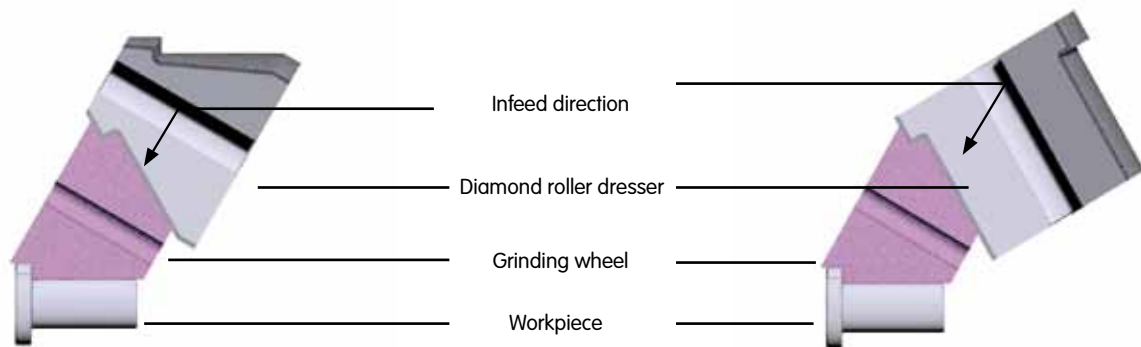 Infeed direction
Diamond roller dresser
Grinding wheel
Workpiece